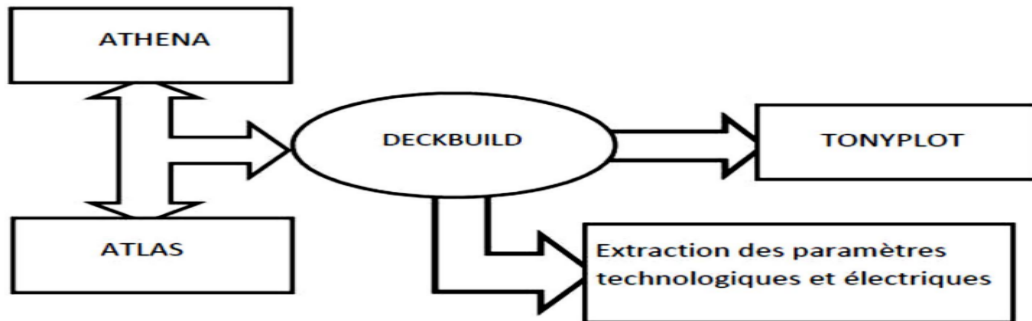 ATHENA
DECKBUILD
TONYPLOT
ATLAS
Extraction des paramètres
technologiques et électriques